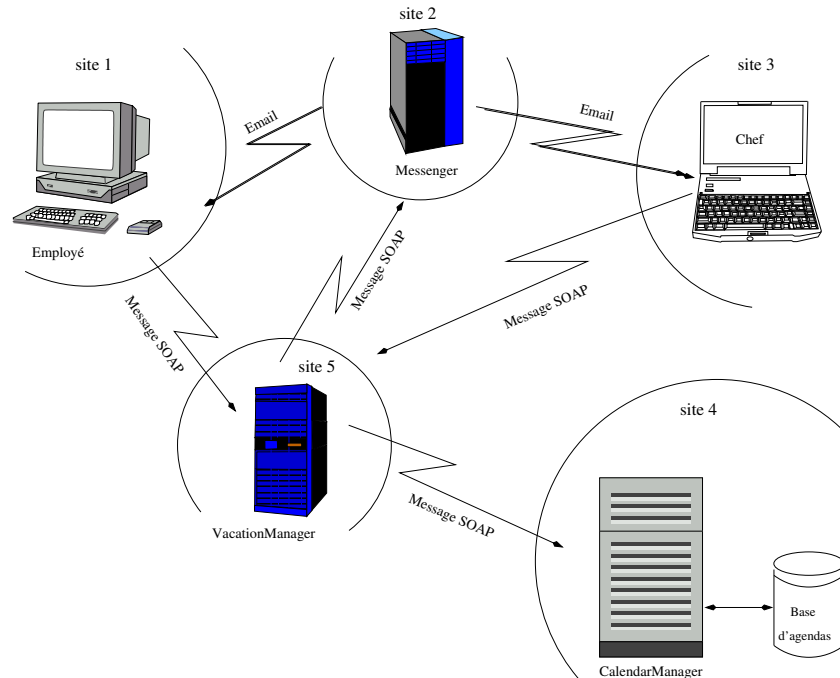 site 2
site 1
site 3
Email
Email
Chef
Messenger
Employé
Message SOAP
Message SOAP
Message SOAP
site 5
site 4
Message SOAP
VacationManager
Base
d'agendas
CalendarManager